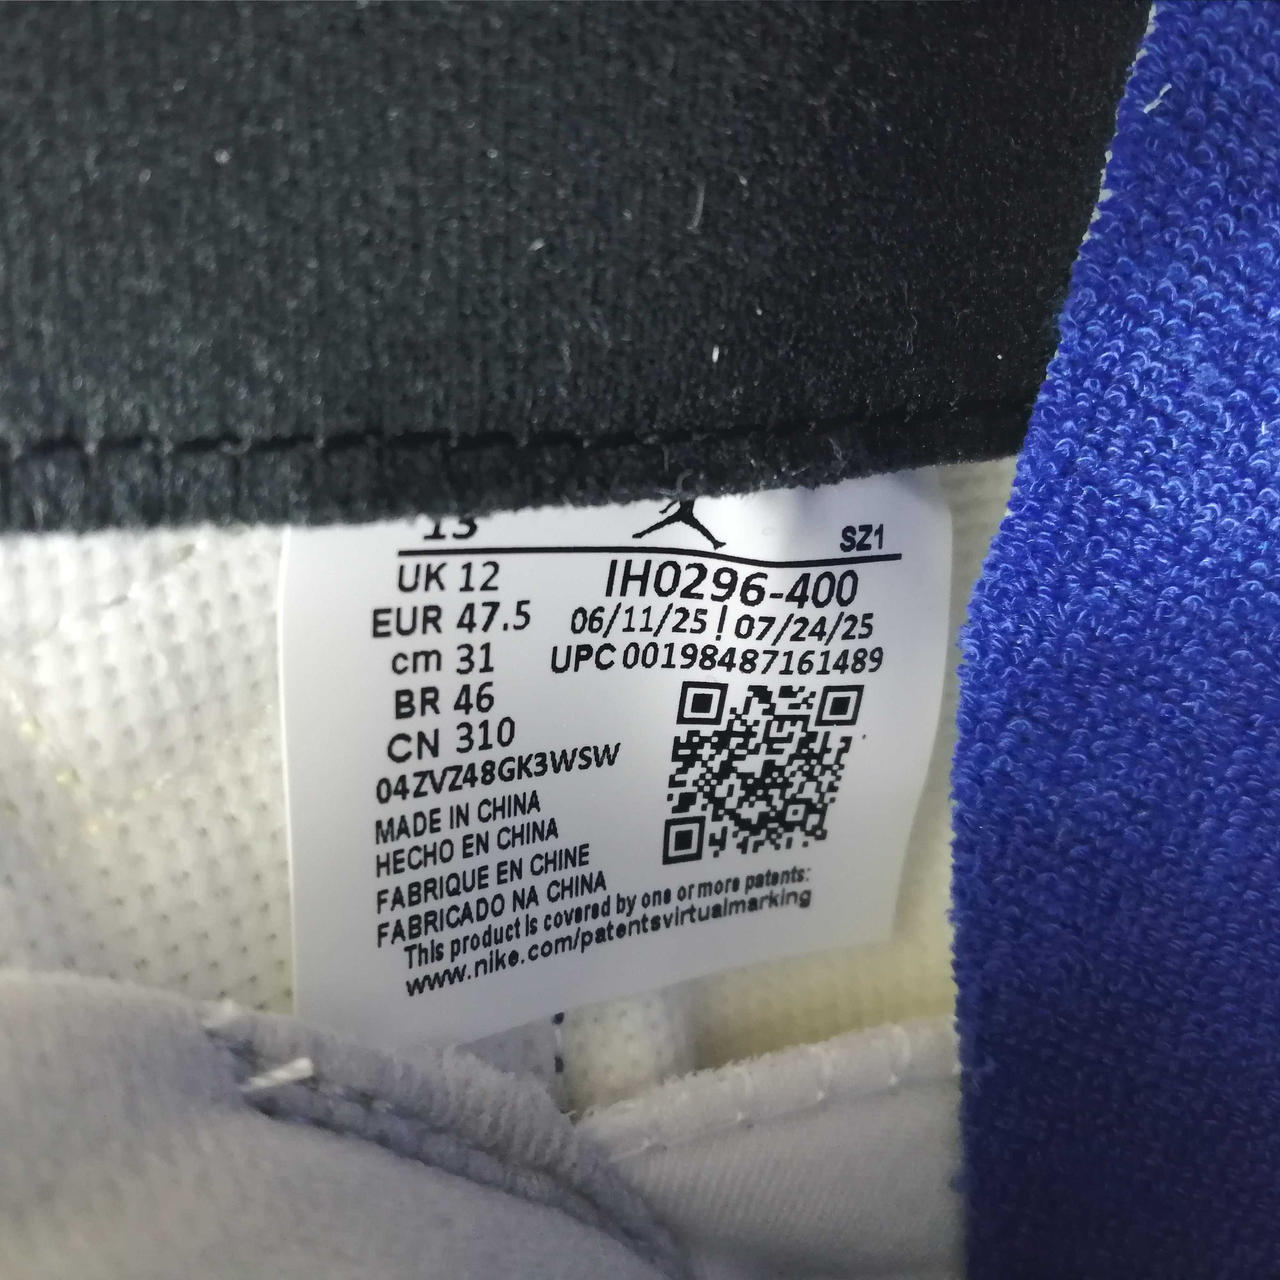 13
SZ1
UK 12
IH0296-400
EUR 47.5
06/11/25 ! 07/24/25
cm 31
UPC 00198487161489
BR 46
CN 310
04ZVZ48GK3WSW
MADE IN CHINA
HECHO EN CHINA
FABRIQUE EN CHINE
FABRICADO NA CHINA
This product is covered by one or more patents:
www.nike.com/patentsvirtualmarking